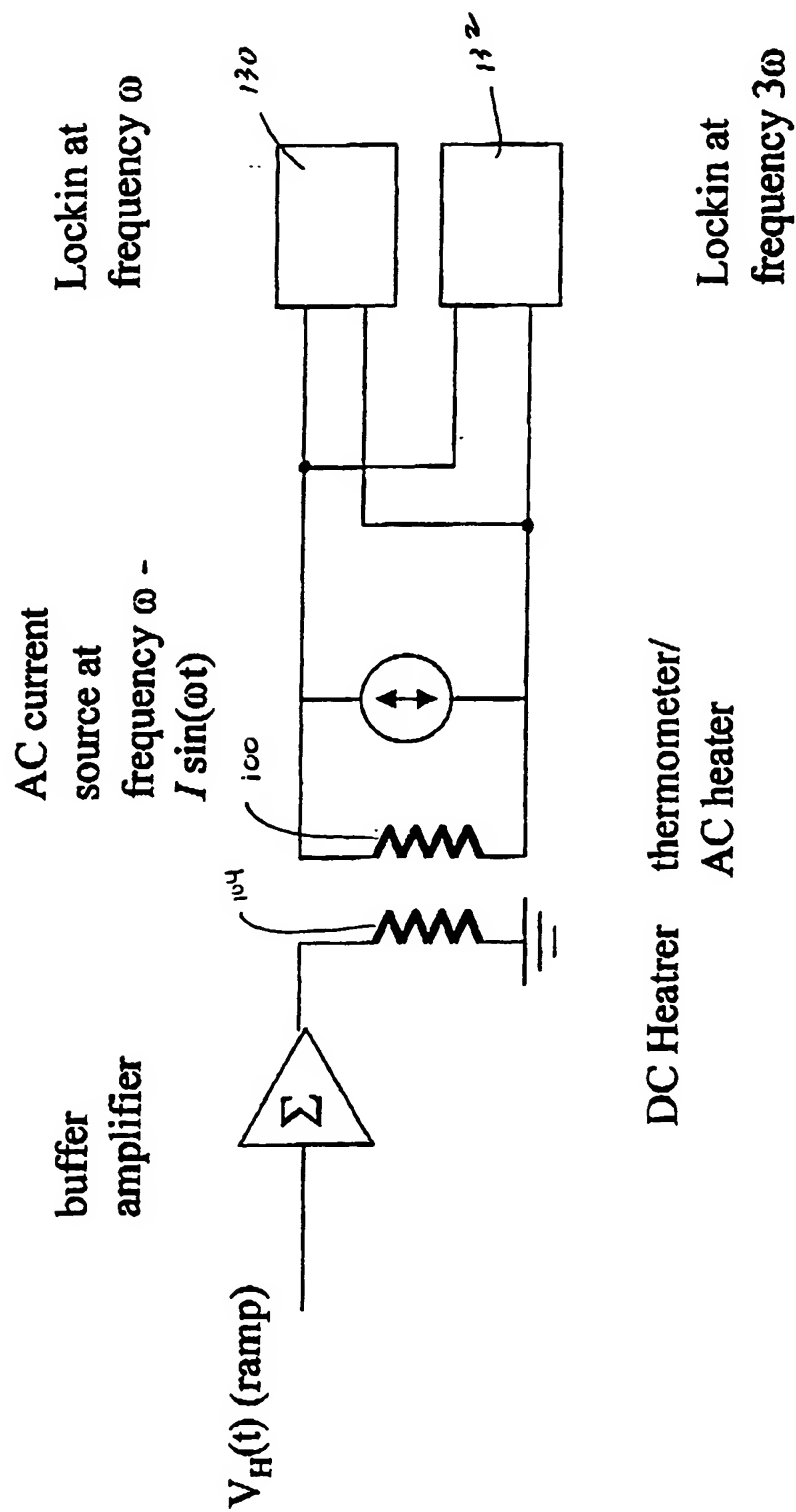 V_H(t) (ramp)
buffer
amplifier
Σ
AC current
source at
frequency ω -
I sin(ωt)
Lockin at
frequency ω
104
100
130
132
DC Heatrer
thermometer/
AC heater
Lockin at
frequency 3ω